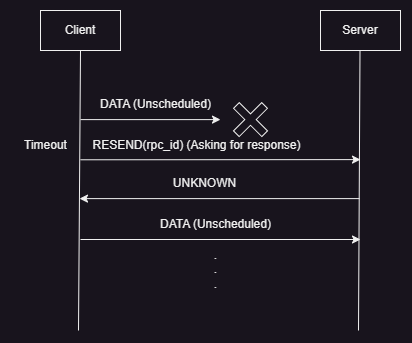 Client
Server
DATA (Unscheduled)
Timeout
RESEND(rpc_id) (Asking for response)
UNKNOWN
DATA (Unscheduled)
.
.
.